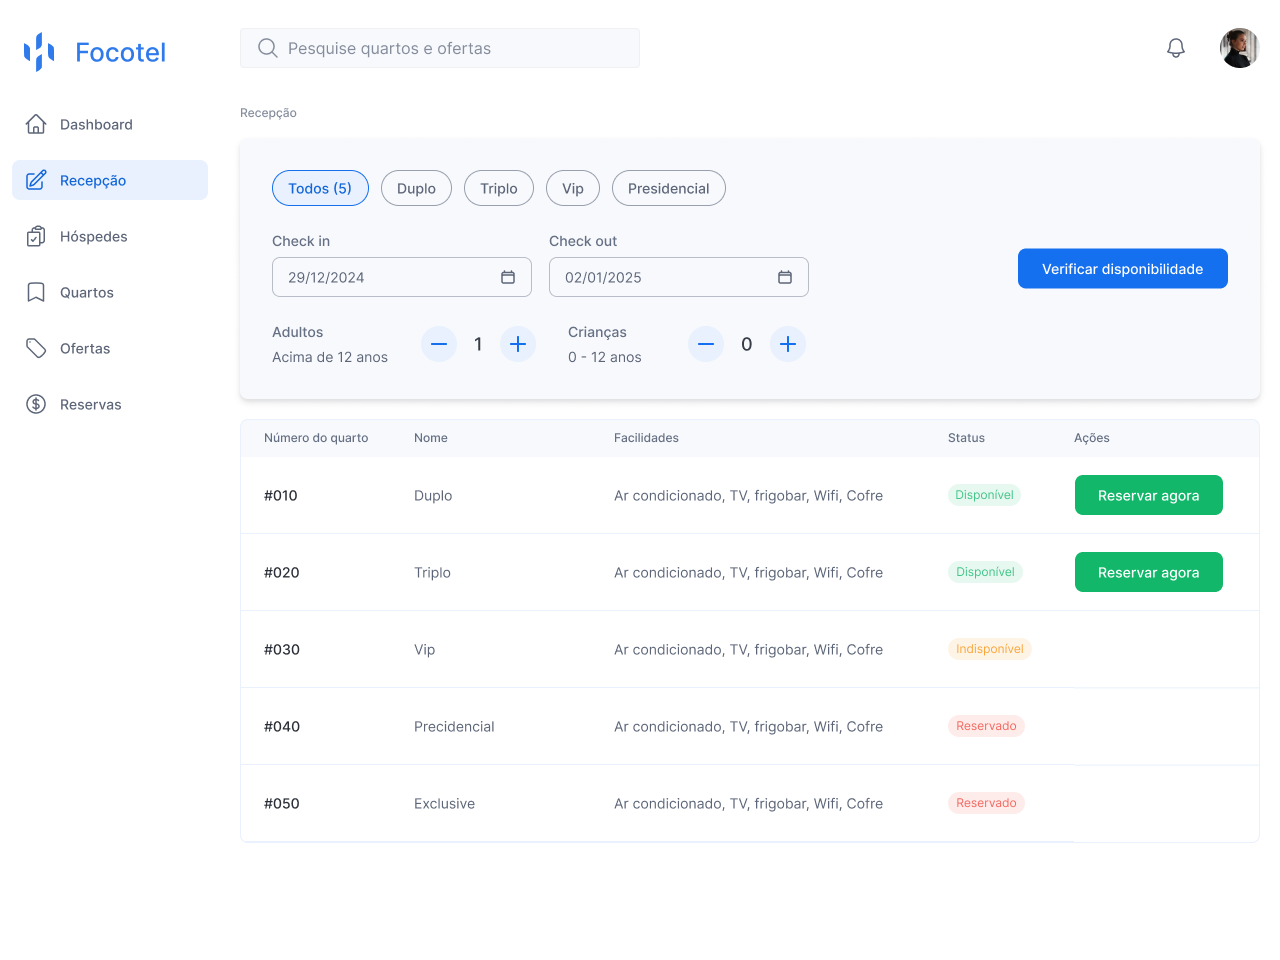 Focotel
Pesquise quartos e ofertas
Dashboard
Recepção
Hóspedes
Quartos
Ofertas
Reservas
Recepção
Todos (5)
Duplo
Triplo
Vip
Presidencial
Check in
Check out
29/12/2024
02/01/2025
Verificar disponibilidade
Adultos
Acima de 12 anos
1
Crianças
0 - 12 anos
0
Número do quarto Nome Facilidades Status Ações
#010 Duplo Ar condicionado, TV, frigobar, Wifi, Cofre Disponível Reservar agora
#020 Triplo Ar condicionado, TV, frigobar, Wifi, Cofre Disponível Reservar agora
#030 Vip Ar condicionado, TV, frigobar, Wifi, Cofre Indisponível
#040 Precidencial Ar condicionado, TV, frigobar, Wifi, Cofre Reservado
#050 Exclusive Ar condicionado, TV, frigobar, Wifi, Cofre Reservado